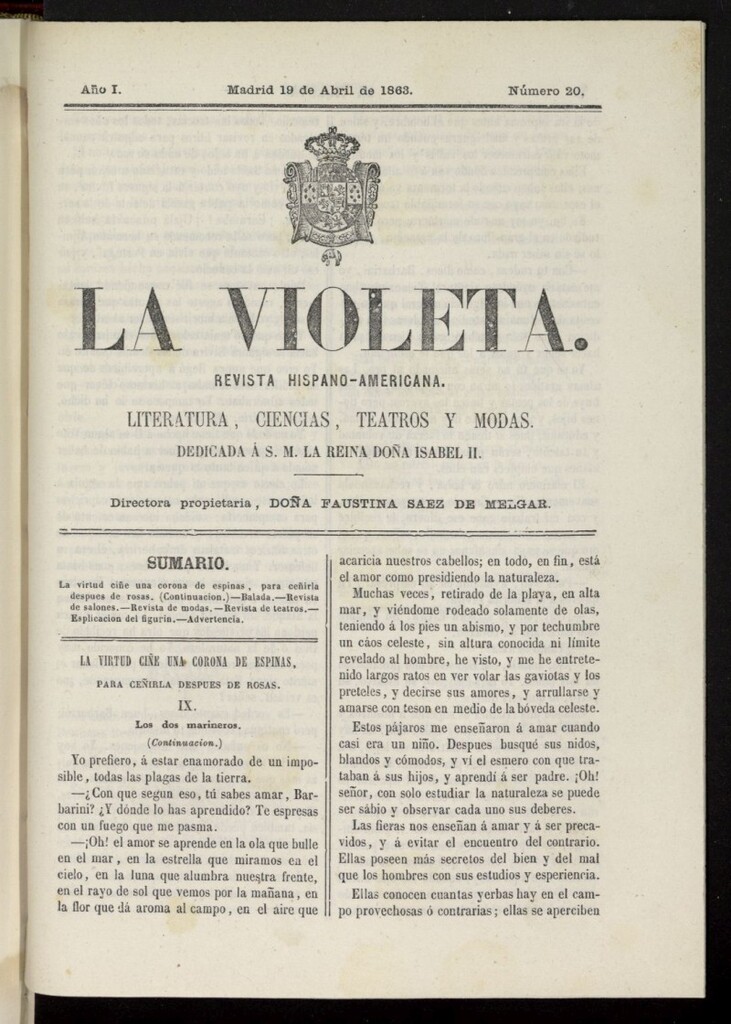 Año I.
Madrid 19 de Abril de 1863.
Número 20.
LA VIOLETA.
REVISTA HISPANO-AMERICANA.
LITERATURA, CIENCIAS, TEATROS Y MODAS.
DEDICADA Á S. M. LA REINA DOÑA ISABEL II.
Directora propietaria, DOÑA FAUSTINA SAEZ DE MELGAR.
SUMARIO.
La virtud ciñe una corona de espinas, para ceñirla
despues de rosas. (Continuacion.)—Balada.—Revista
de salones.—Revista de modas.—Revista de teatros.—
Esplicacion del figurin.—Advertencia.
LA VIRTUD CIÑE UNA CORONA DE ESPINAS,
PARA CEÑIRLA DESPUES DE ROSAS.
IX.
Los dos marineros.
(Continuacion.)
Yo prefiero, á estar enamorado de un impo-
sible, todas las plagas de la tierra.
—¿Con que segun eso, tú sabes amar, Bar-
barini? ¿Y dónde lo has aprendido? Te espresas
con un fuego que me pasma.
—¡Oh! el amor se aprende en la ola que bulle
en el mar, en la estrella que miramos en el
cielo, en la luna que alumbra nuestra frente,
en el rayo de sol que vemos por la mañana, en
la flor que dá aroma al campo, en el aire que
acaricia nuestros cabellos; en todo, en fin, está
el amor como presidiendo la naturaleza.
Muchas veces, retirado de la playa, en alta
mar, y viéndome rodeado solamente de olas,
teniendo á los pies un abismo, y por techumbre
un cáos celeste, sin altura conocida ni límite
revelado al hombre, he visto, y me he entrete-
nido largos ratos en ver volar las gaviotas y los
preteles, y decirse sus amores, y arrullarse y
amarse con teson en medio de la bóveda celeste.
Estos pájaros me enseñaron á amar cuando
casi era un niño. Despues busqué sus nidos,
blandos y cómodos, y ví el esmero con que tra-
taban á sus hijos, y aprendí á ser padre. ¡Oh!
señor, con solo estudiar la naturaleza se puede
ser sábio y observar cada uno sus deberes.
Las fieras nos enseñan á amar y á ser preca-
vidos, y á evitar el encuentro del contrario.
Ellas poseen más secretos del bien y del mal
que los hombres con sus estudios y esperiencia.
Ellas conocen cuantas yerbas hay en el cam-
po provechosas ó contrarias; ellas se aperciben